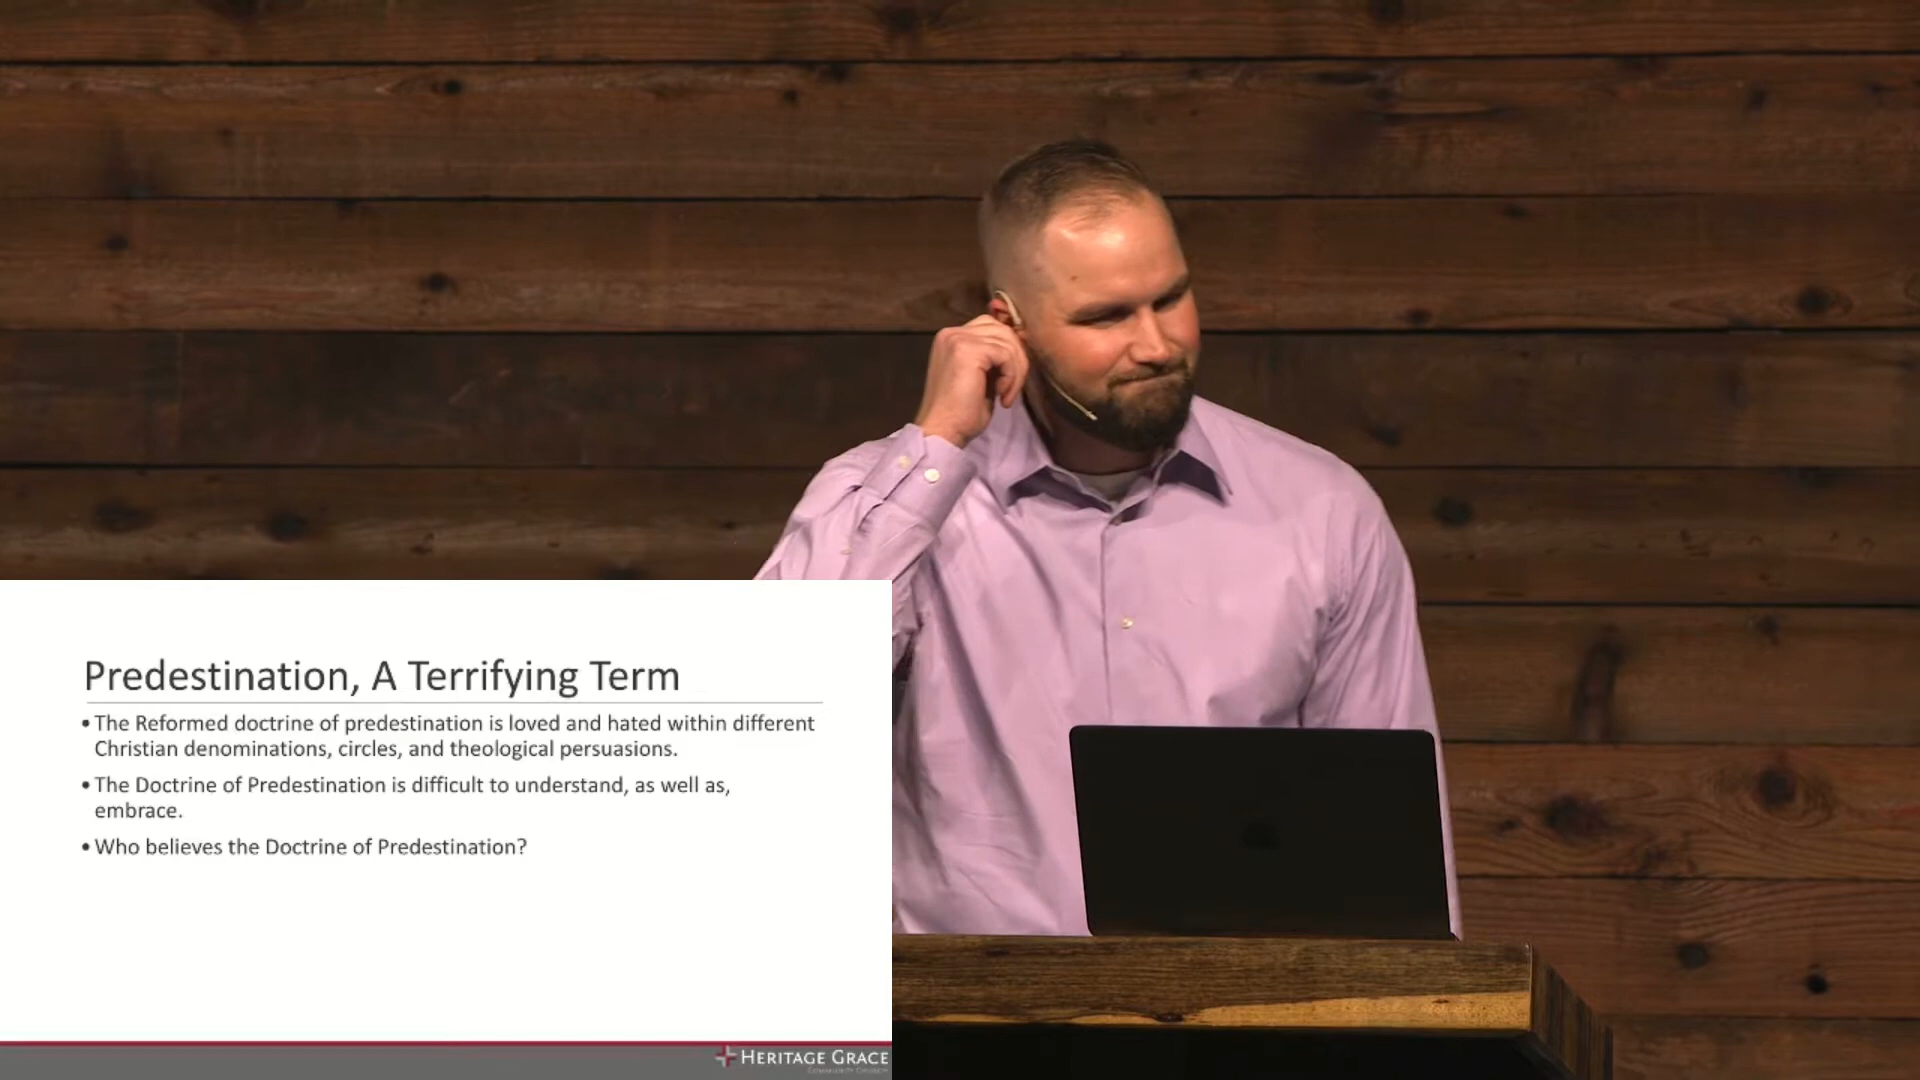 Predestination, A Terrifying Term
• The Reformed doctrine of predestination is loved and hated within different
Christian denominations, circles, and theological persuasions.
• The Doctrine of Predestination is difficult to understand, as well as,
embrace.
• Who believes the Doctrine of Predestination?
HERITAGE GRACE
COMMUNITY CHURCH